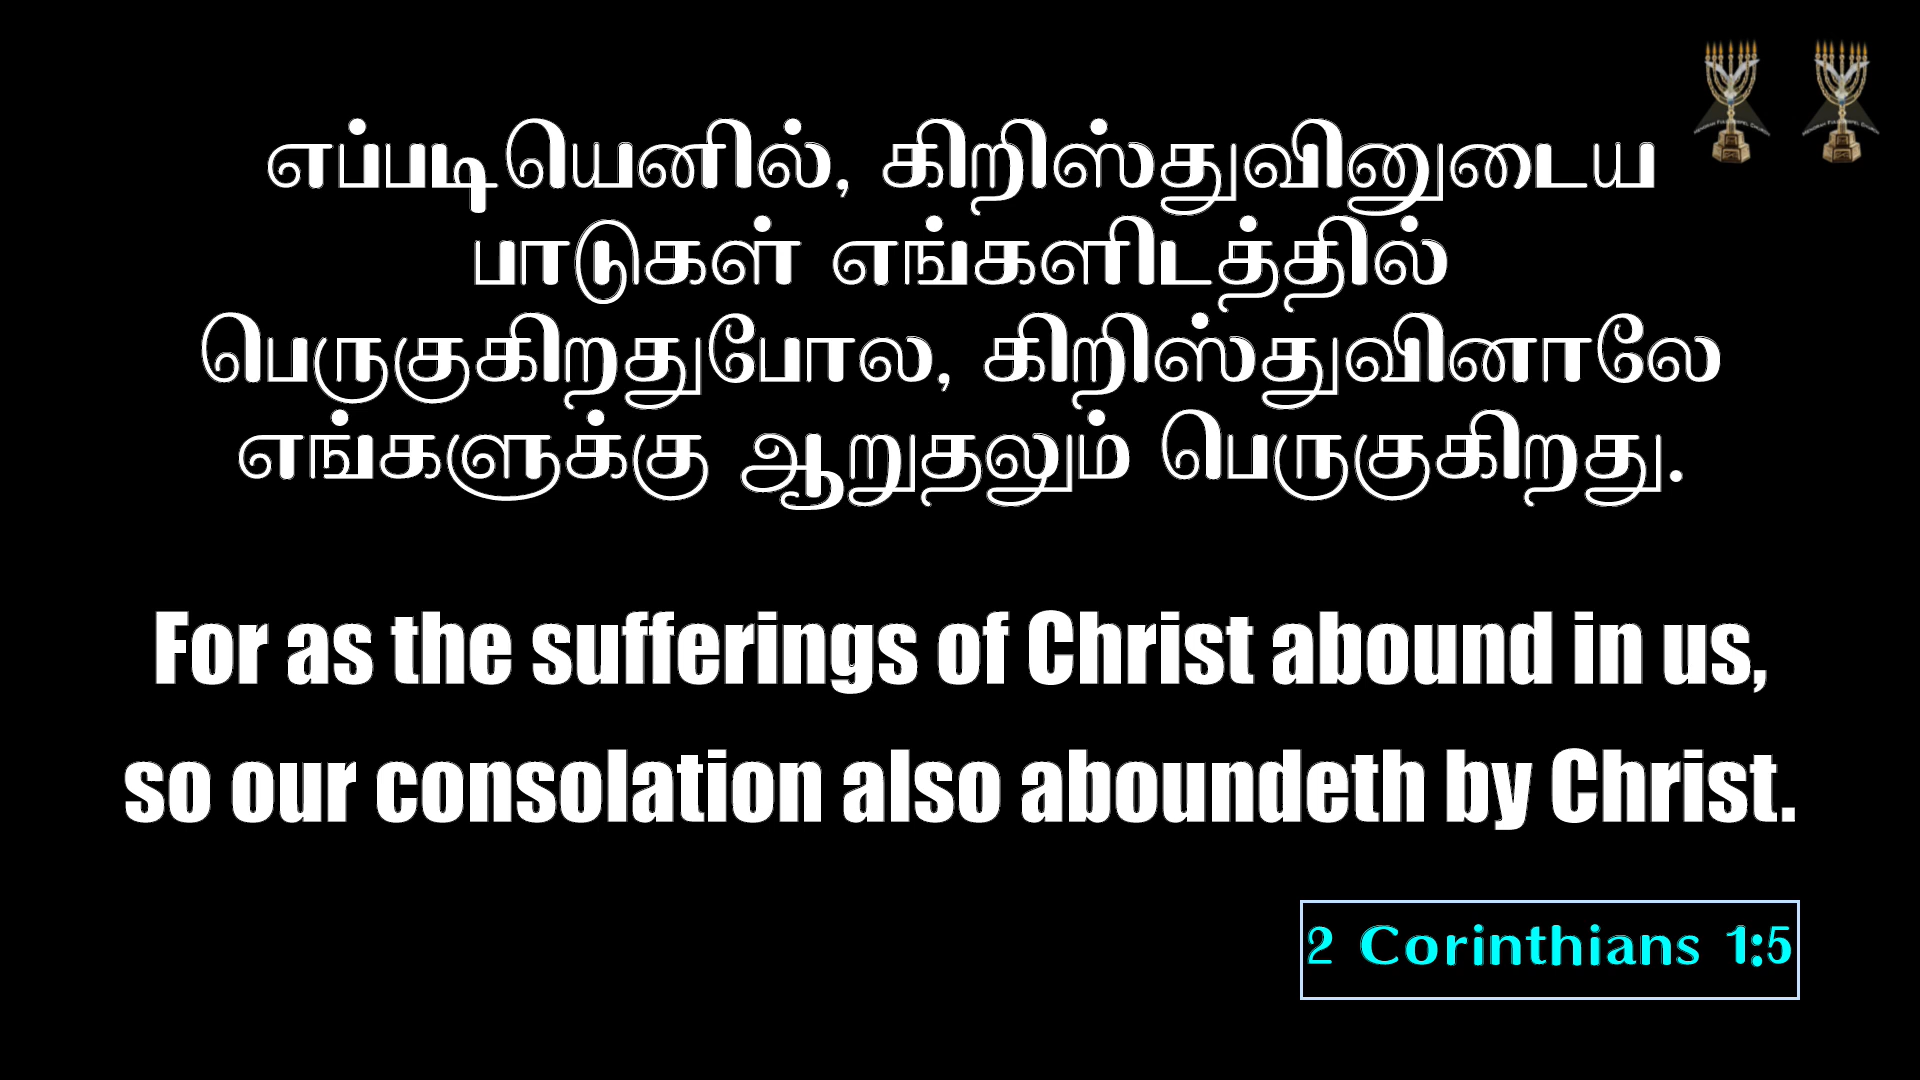 எப்படியெனில், கிறிஸ்துவினுடைய
பாடுகள் எங்களிடத்தில்
பெருகுகிறதுபோல, கிறிஸ்துவினாலே
எங்களுக்கு ஆறுதலும் பெருகுகிறது.
For as the sufferings of Christ abound in us,
so our consolation also aboundeth by Christ.
2 Corinthians 1:5